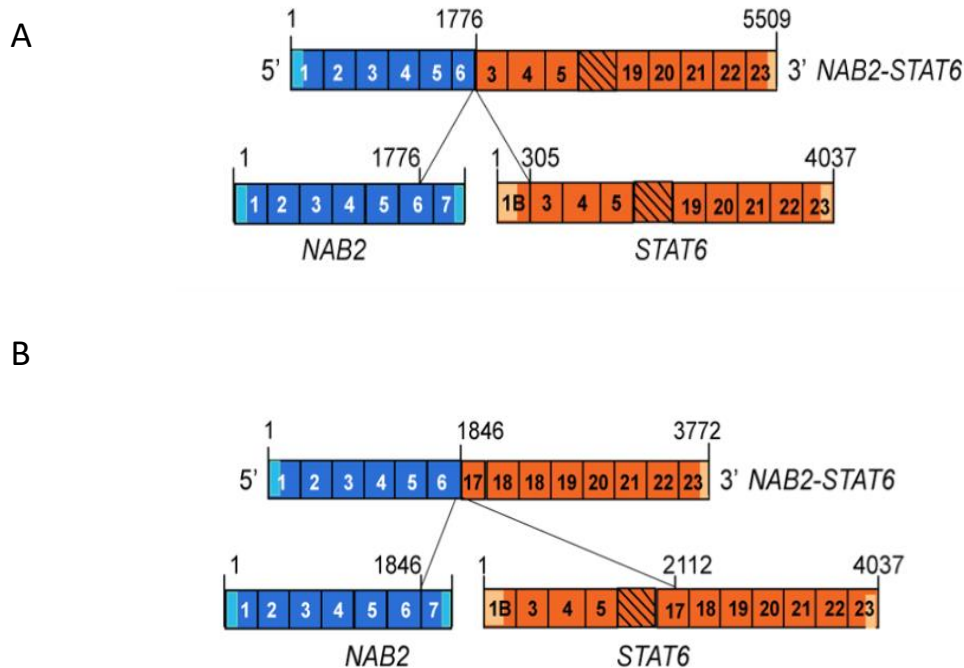 A
1 1776 5509
5' 1 2 3 4 5 6 3 4 5 19 20 21 22 23 3' NAB2-STAT6
1 1776 1 305 4037
1 2 3 4 5 6 7 1B 3 4 5 19 20 21 22 23
NAB2 STAT6
B
1 1846 3772
5' 1 2 3 4 5 6 17 18 18 19 20 21 22 23 3' NAB2-STAT6
1 1846 1 2112 4037
1 2 3 4 5 6 7 1B 3 4 5 17 18 19 20 21 22 23
NAB2 STAT6